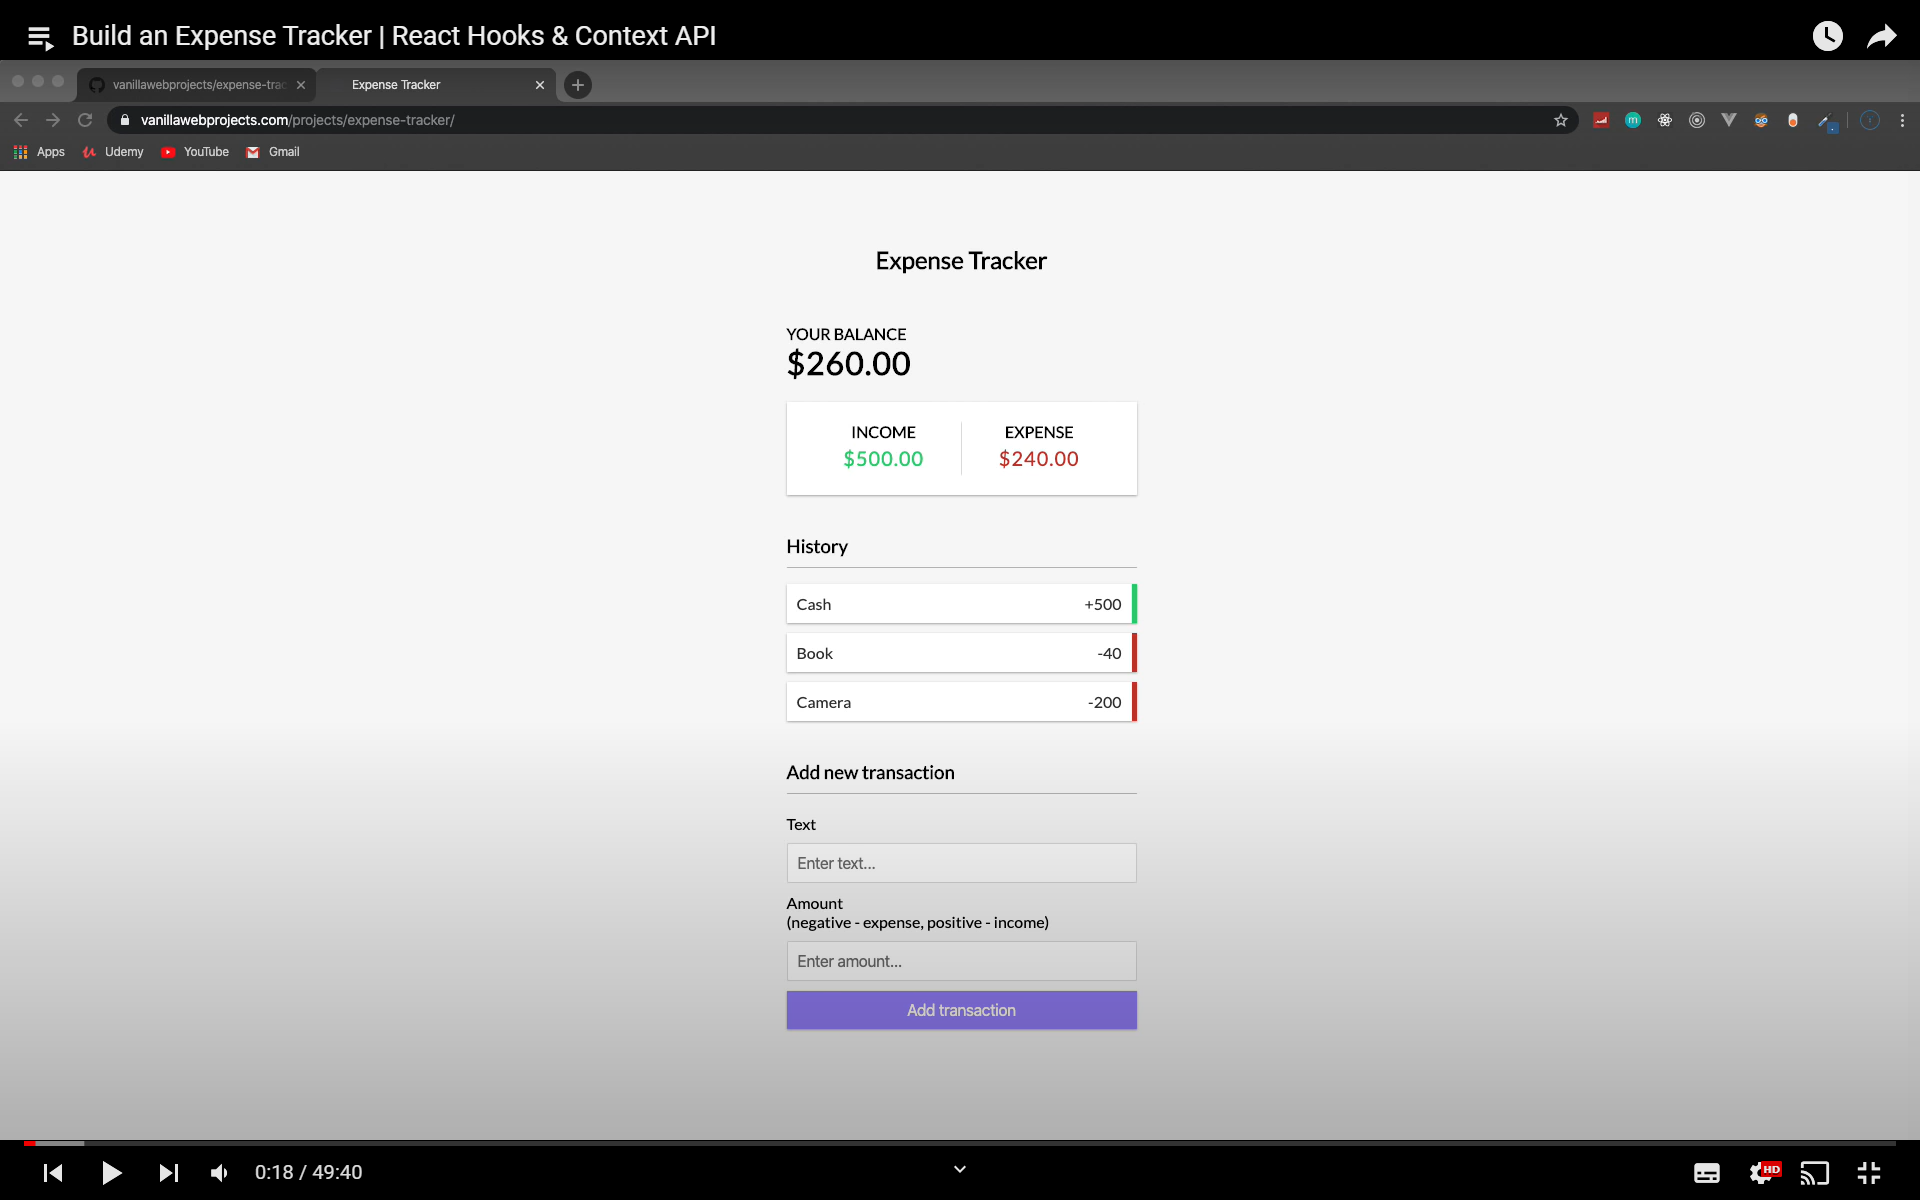 Build an Expense Tracker | React Hooks & Context API
vanillawebprojects/expense-trac
Expense Tracker
vanillawebprojects.com/projects/expense-tracker/
m
Apps
Udemy
YouTube
Gmail
Expense Tracker
YOUR BALANCE
$260.00
INCOME
EXPENSE
$500.00
$240.00
History
Cash +500
Book -40
Camera -200
Add new transaction
Text
Enter text...
Amount
(negative - expense, positive - income)
Enter amount...
Add transaction
0:18 / 49:40
HD